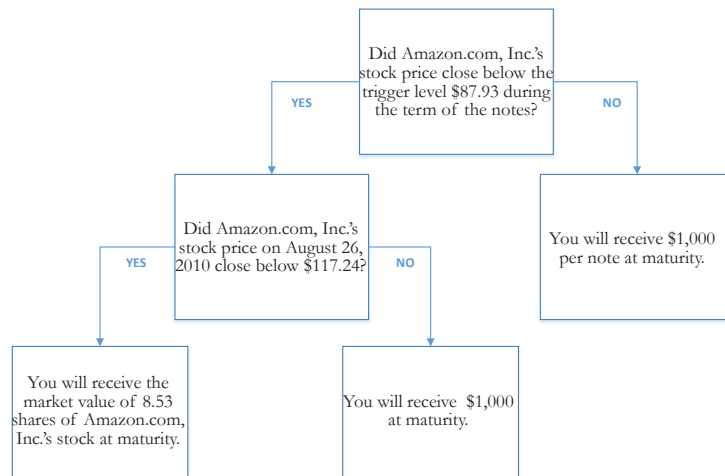 Did Amazon.com, Inc.'s
stock price close below the
trigger level $87.93 during
the term of the notes?
YES
NO
Did Amazon.com, Inc.'s
stock price on August 26,
2010 close below $117.24?
You will receive $1,000
per note at maturity.
YES
NO
You will receive the
market value of 8.53
shares of Amazon.com,
Inc.'s stock at maturity.
You will receive $1,000
at maturity.